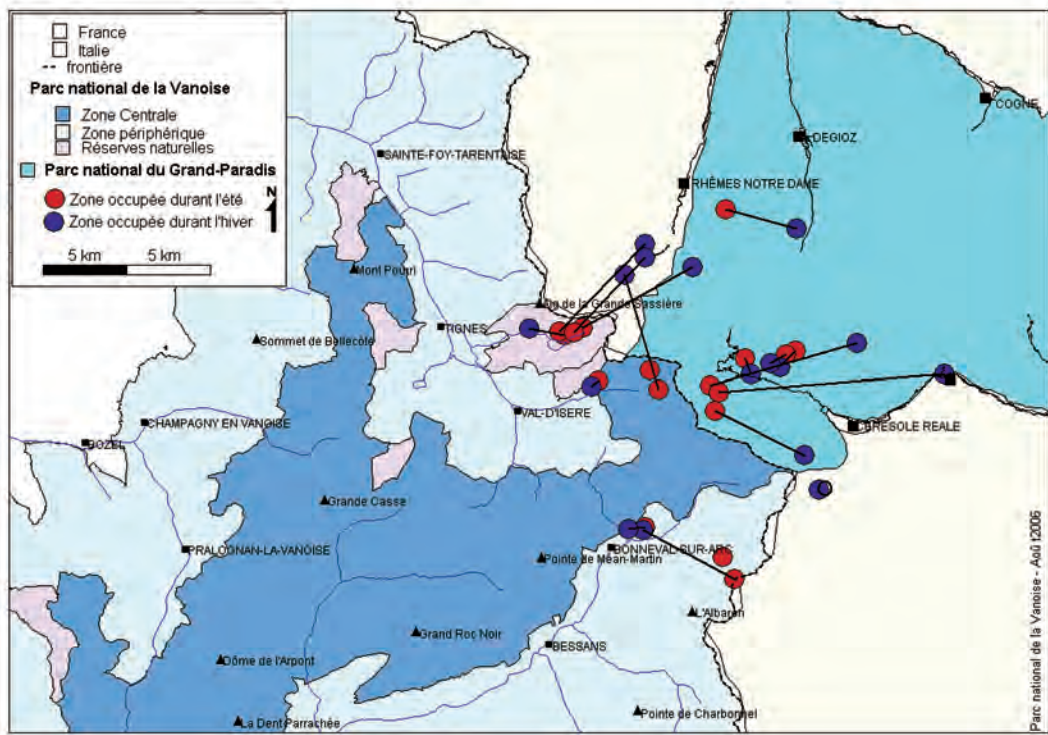 France
Italie
frontière
Parc national de la Vanoise
Zone Centrale
Zone périphérique
Réserves naturelles
Parc national du Grand-Paradis
Zone occupée durant l'été
N
Zone occupée durant l'hiver
5 km 5 km
COGNE
DEGIOZ
SAINTE-FOY-TARENTAISE
RHÊMES NOTRE DAME
Mont Pourri
Aig de la Grande Sassière
TIGNES
Sommet de Bellecôte
VAL-D'ISERE
CHAMPAGNY EN VANOISE
CERESOLE REALE
BOZEL
Grande Casse
PRALOGNAN-LA-VANOISE
BONNEVAL-SUR-ARC
Pointe de Méan-Martin
L'Albaron
Grand Roc Noir
BESSANS
Dôme de l'Arpont
Pointe de Charbonnel
La Dent Parrachée
Parc national de la Vanoise - Aoû t2006